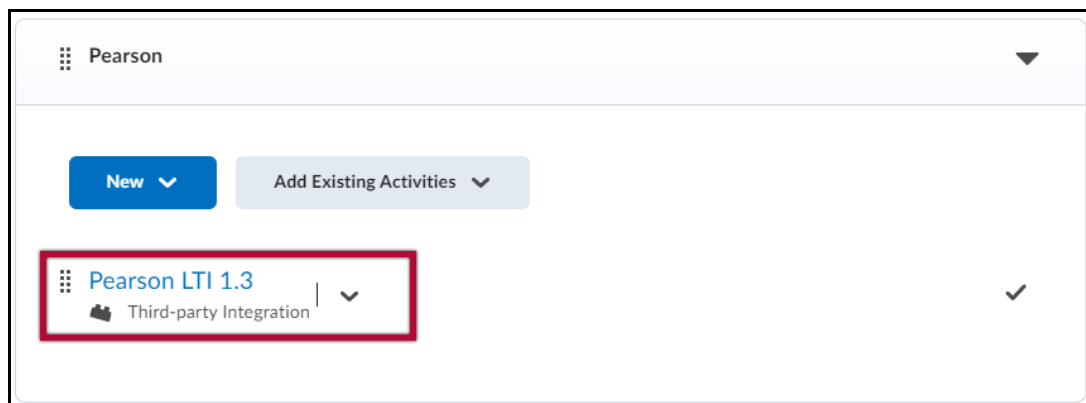 Pearson
New
Add Existing Activities
Pearson LTI 1.3
Third-party Integration